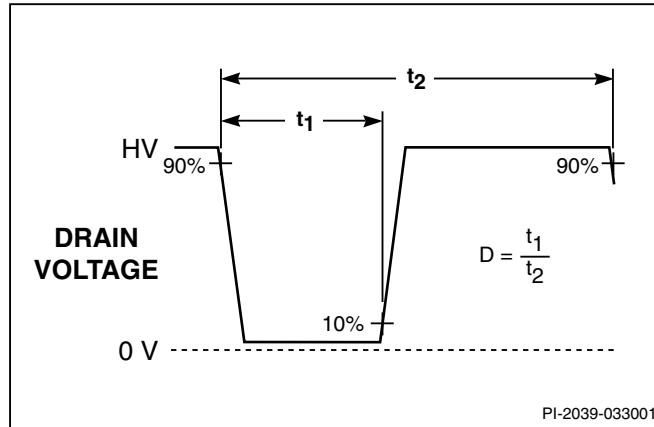 t2
t1
HV
90%
90%
DRAIN
VOLTAGE
D = t1
t2
10%
0 V
PI-2039-033001